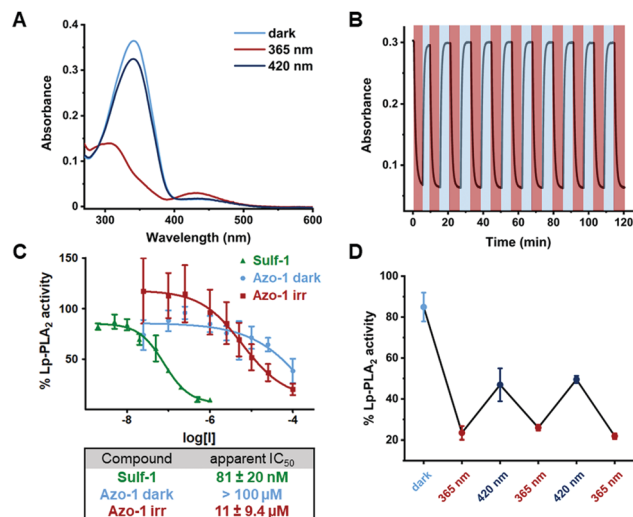 A
dark
365 nm
420 nm
0.4
0.3
0.2
0.1
0
Absorbance
300
400
500
600
Wavelength (nm)
B
0.3
0.2
0.1
Absorbance
0
20
40
60
80
100
120
Time (min)
C
Sulf-1
Azo-1 dark
Azo-1 irr
150
100
50
% Lp-PLA2 activity
-8
-6
-4
log[I]
Compound apparent IC50
Sulf-1 81 ± 20 nM
Azo-1 dark > 100 µM
Azo-1 irr 11 ± 9.4 µM
D
100
80
60
40
20
% Lp-PLA2 activity
dark
365 nm
420 nm
365 nm
420 nm
365 nm